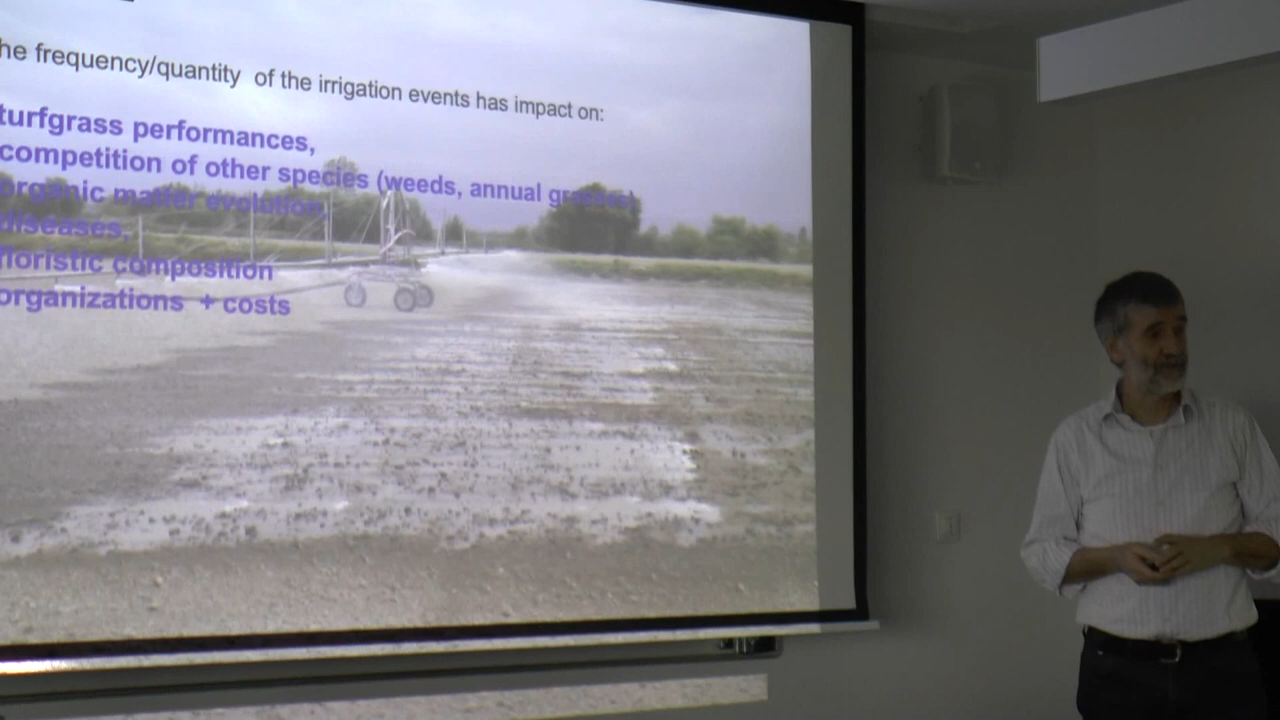 he frequency/quantity of the irrigation events has impact on:
turfgrass performances,
competition of other species (weeds, annual grasses)
organic matter evolution,
diseases,
floristic composition
organizations + costs